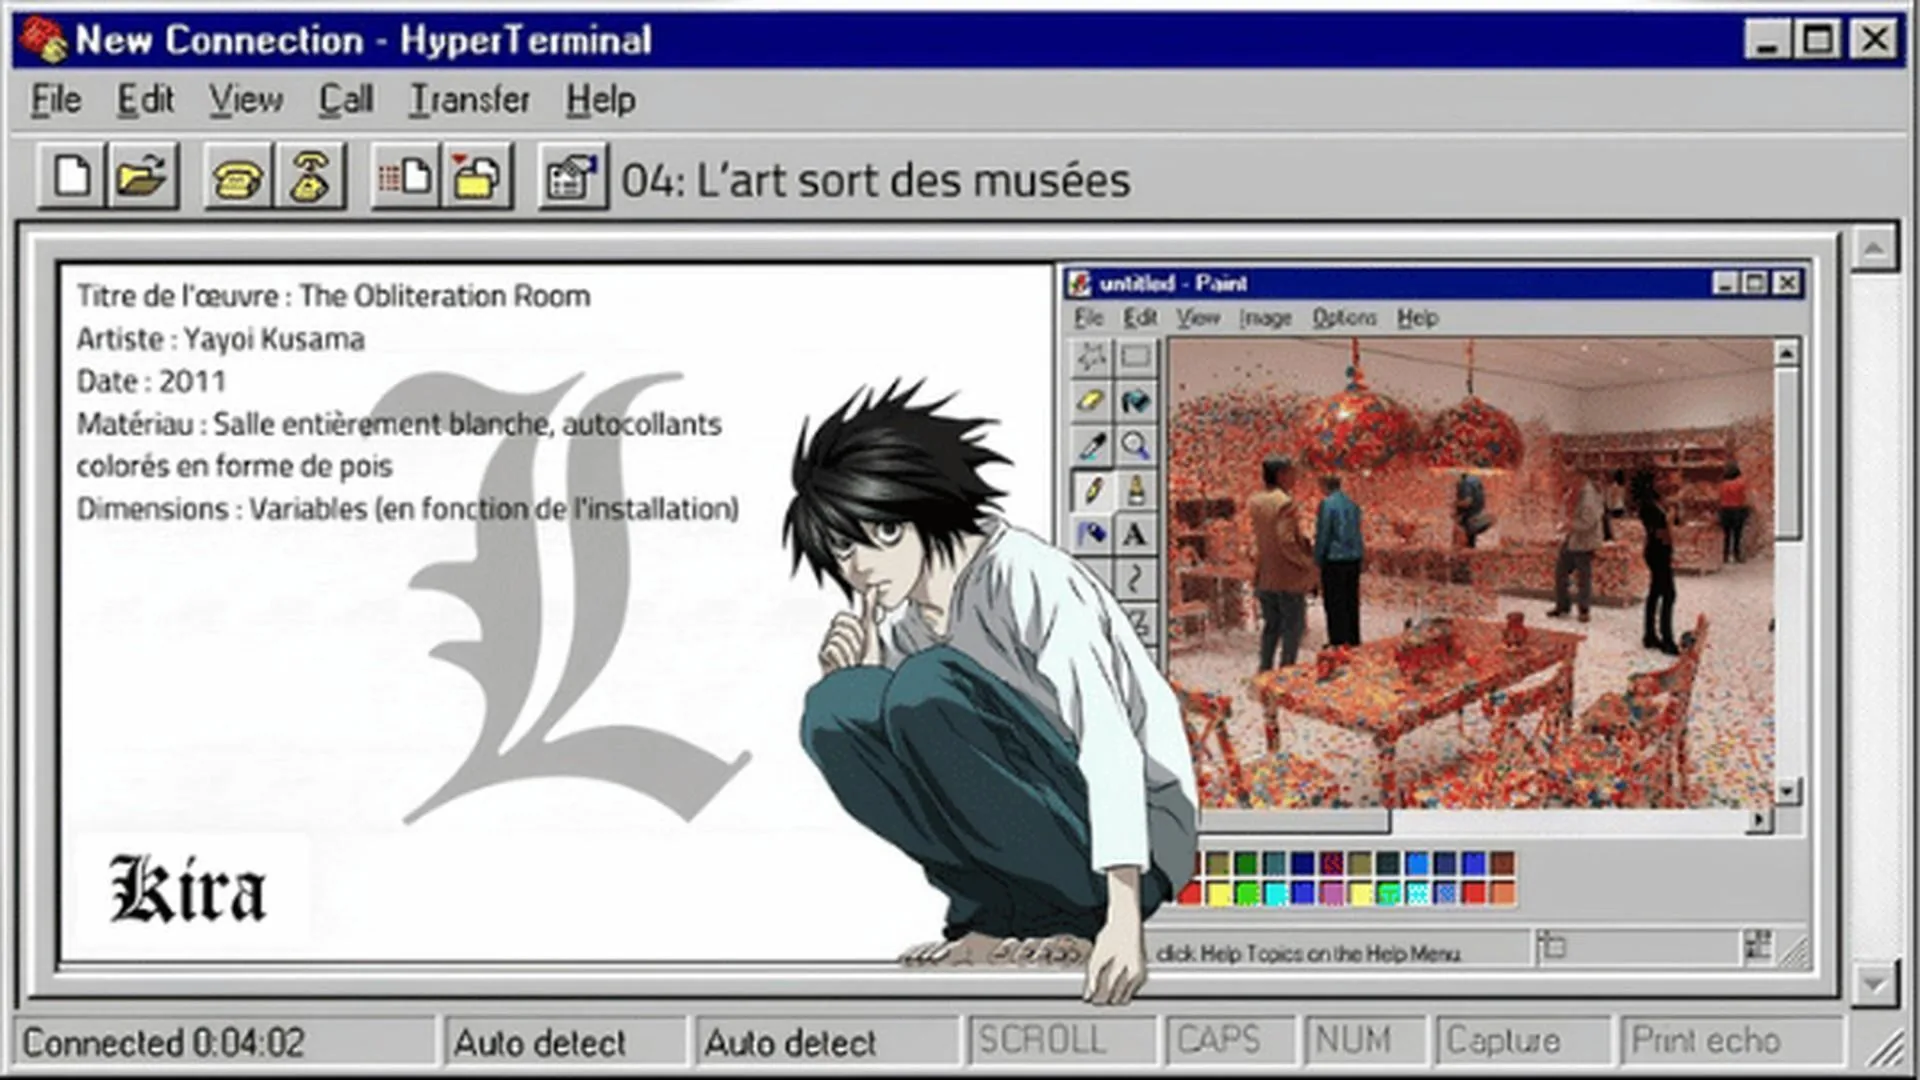 New Connection - HyperTerminal
File Edit View Call Transfer Help
04: L'art sort des musées
Titre de l'œuvre : The Obliteration Room
Artiste : Yayoi Kusama
Date : 2011
Matériau : Salle entièrement blanche, autocollants
colorés en forme de pois
Dimensions : Variables (en fonction de l'installation)
L
kira
untitled - Paint
File Edit View Image Options Help
A
click Help Topics on the Help Menu.
Connected 0:04:02 Auto detect Auto detect SCROLL CAPS NUM Capture Print echo